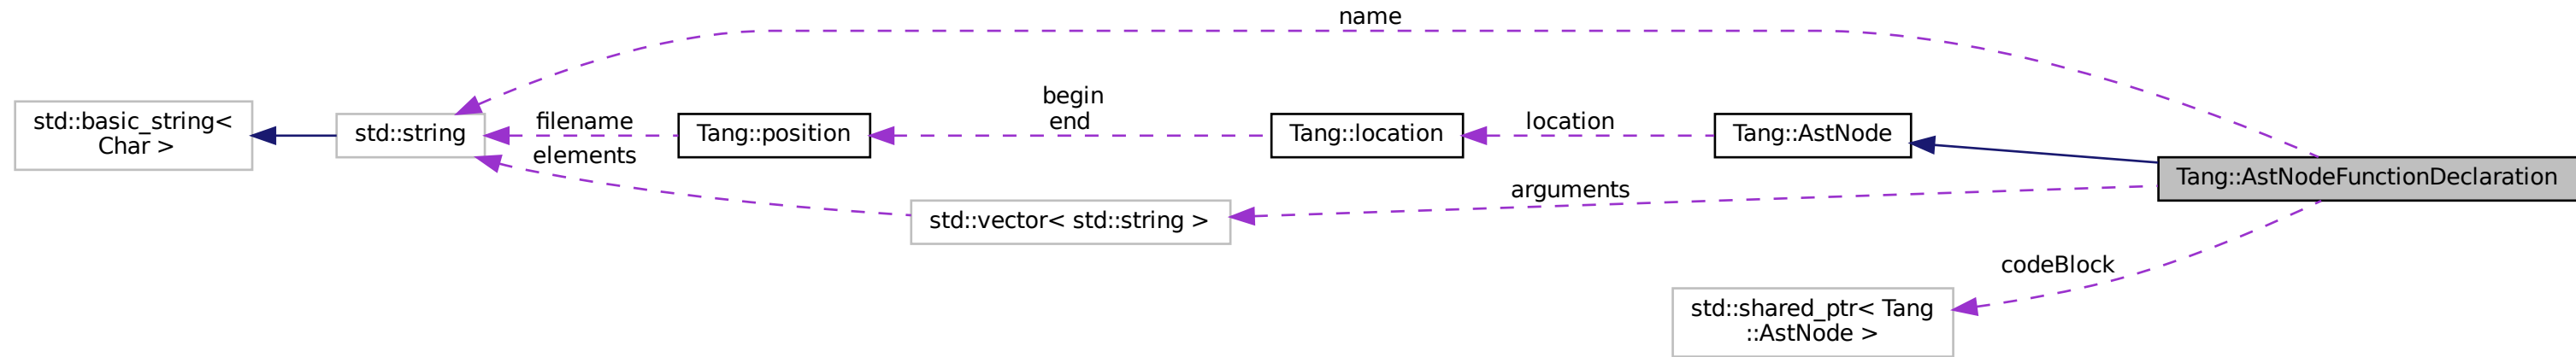 name
std::basic_string<
Char >
std::string
filename
elements
Tang::position
begin
end
Tang::location
location
Tang::AstNode
Tang::AstNodeFunctionDeclaration
std::vector< std::string >
arguments
codeBlock
std::shared_ptr< Tang
::AstNode >